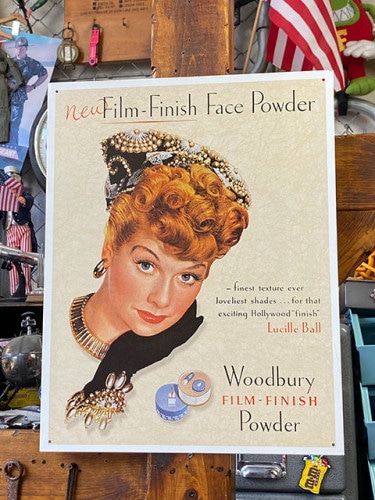 new Film-Finish Face Powder
– finest texture ever
loveliest shades . . . for that
exciting Hollywood "finish"
Lucille Ball
Woodbury
FILM-FINISH
Powder